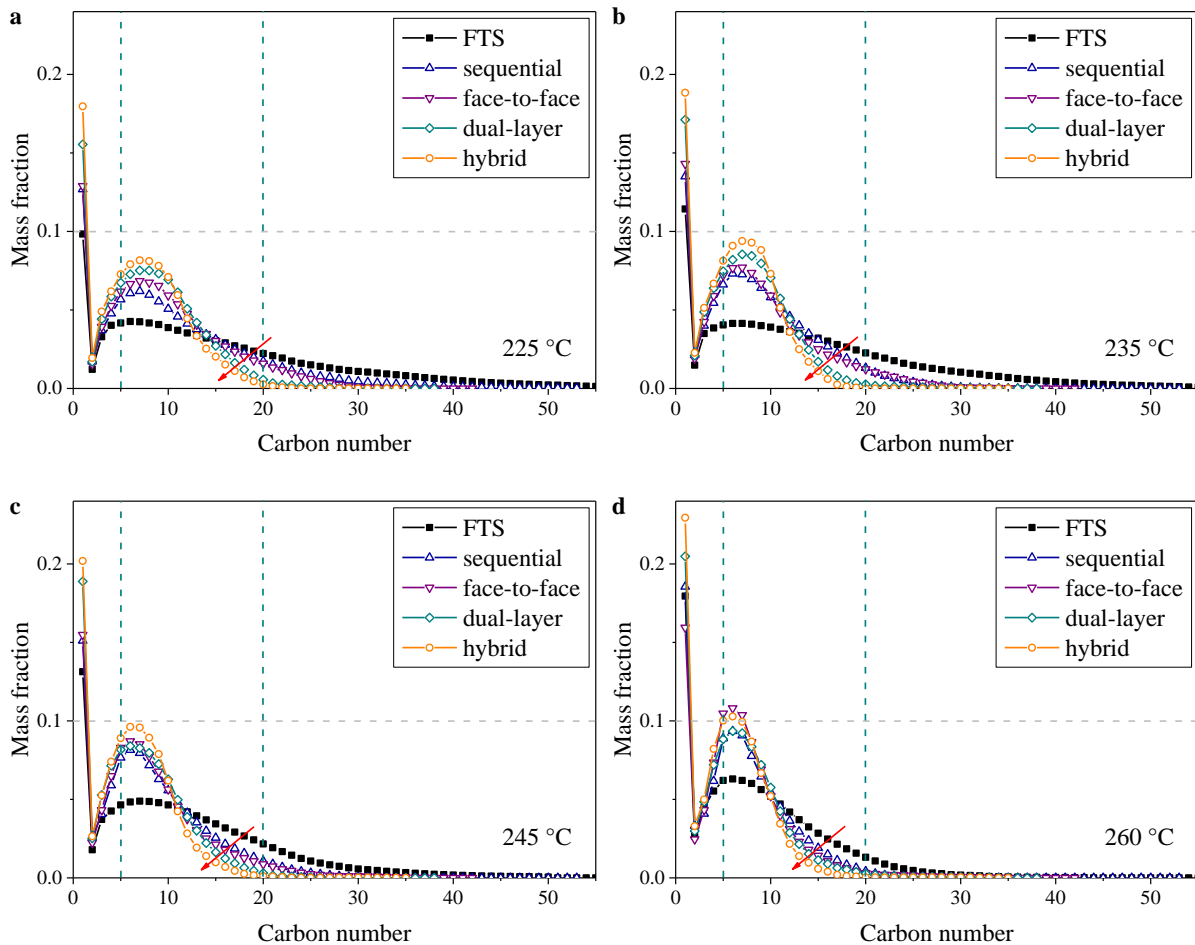 a
0.2
0.1
0.0
Mass fraction
FTS
sequential
face-to-face
dual-layer
hybrid
225 °C
0 10 20 30 40 50
Carbon number
b
0.2
0.1
0.0
Mass fraction
FTS
sequential
face-to-face
dual-layer
hybrid
235 °C
0 10 20 30 40 50
Carbon number
c
0.2
0.1
0.0
Mass fraction
FTS
sequential
face-to-face
dual-layer
hybrid
245 °C
0 10 20 30 40 50
Carbon number
d
0.2
0.1
0.0
Mass fraction
FTS
sequential
face-to-face
dual-layer
hybrid
260 °C
0 10 20 30 40 50
Carbon number